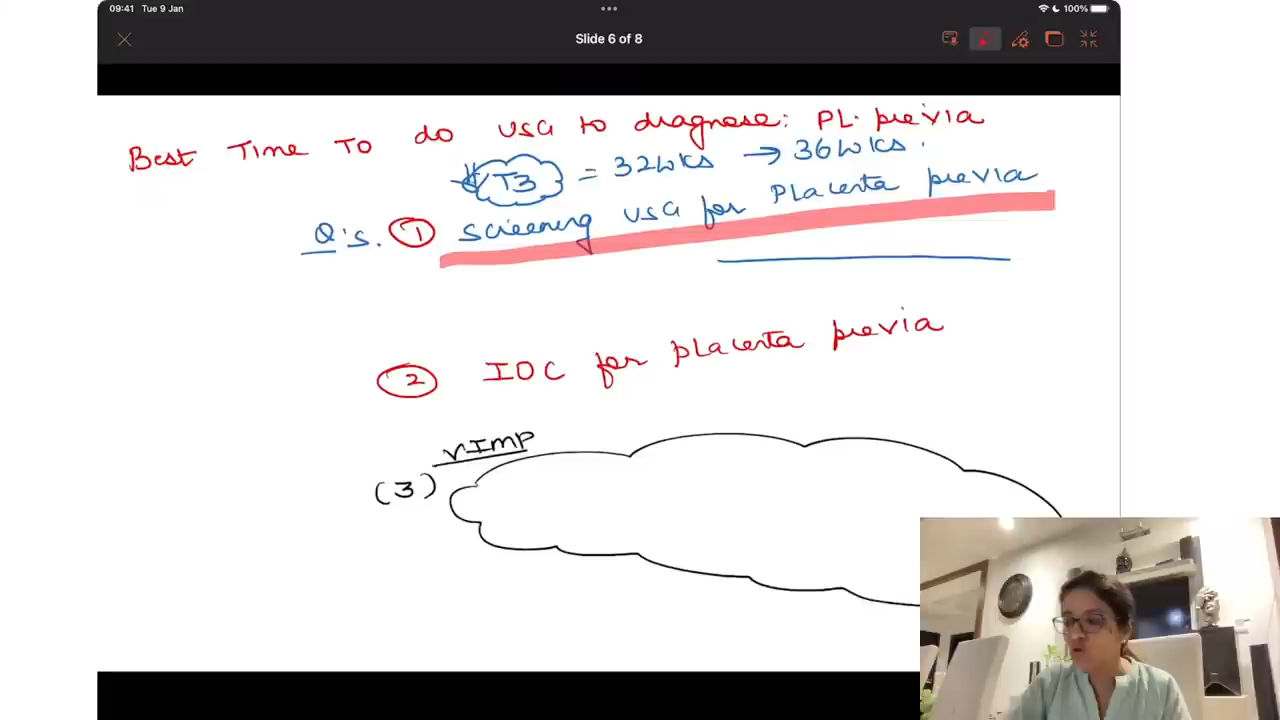 09:41 Tue 9 Jan
100%
Slide 6 of 8
Best Time To do USG to diagnose: PL. previa
T3 = 32wks → 36wks.
Q's. 1 screening USG for Placenta previa
2 IOC for placenta previa
VIMP
(3)